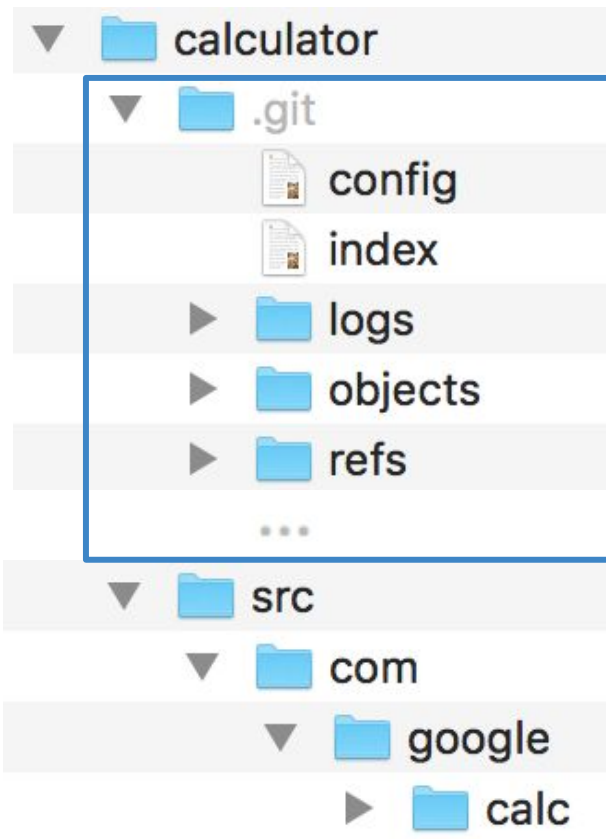 calculator
.git
config
index
logs
objects
refs
...
src
com
google
calc